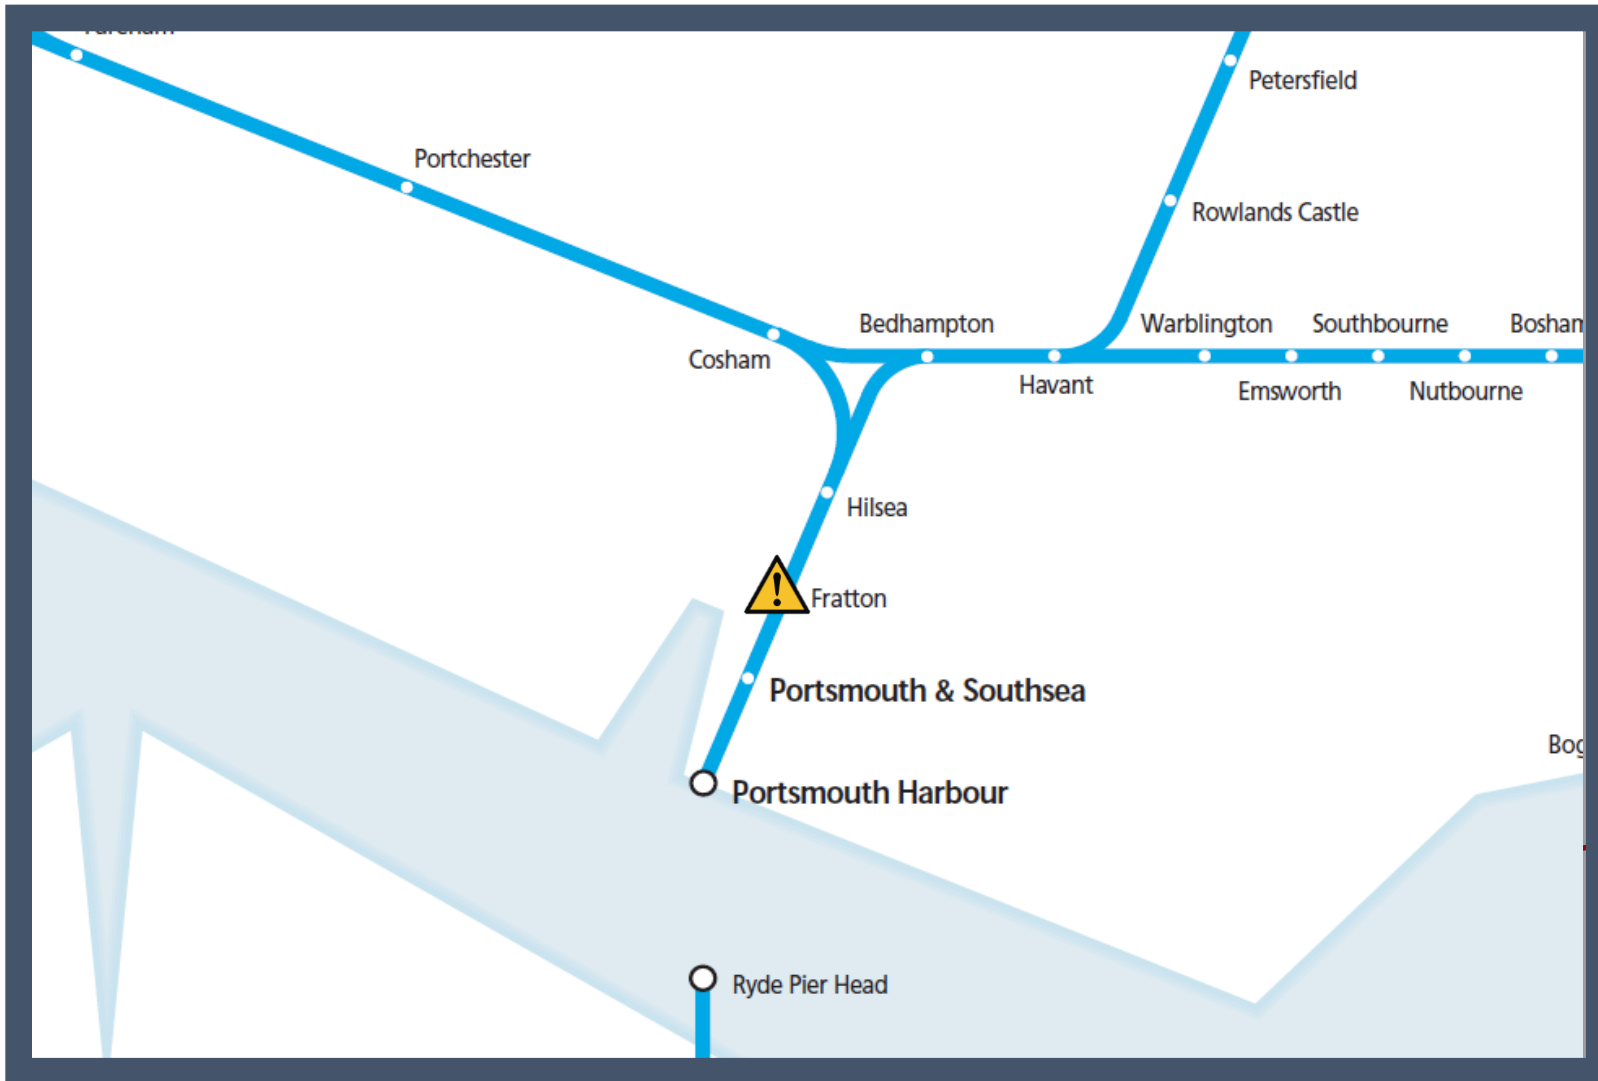 Petersfield
Portchester
Rowlands Castle
Bedhampton
Warblington
Southbourne
Cosham
Havant
Emsworth
Nutbourne
Hilsea
Fratton
Portsmouth & Southsea
Portsmouth Harbour
Ryde Pier Head